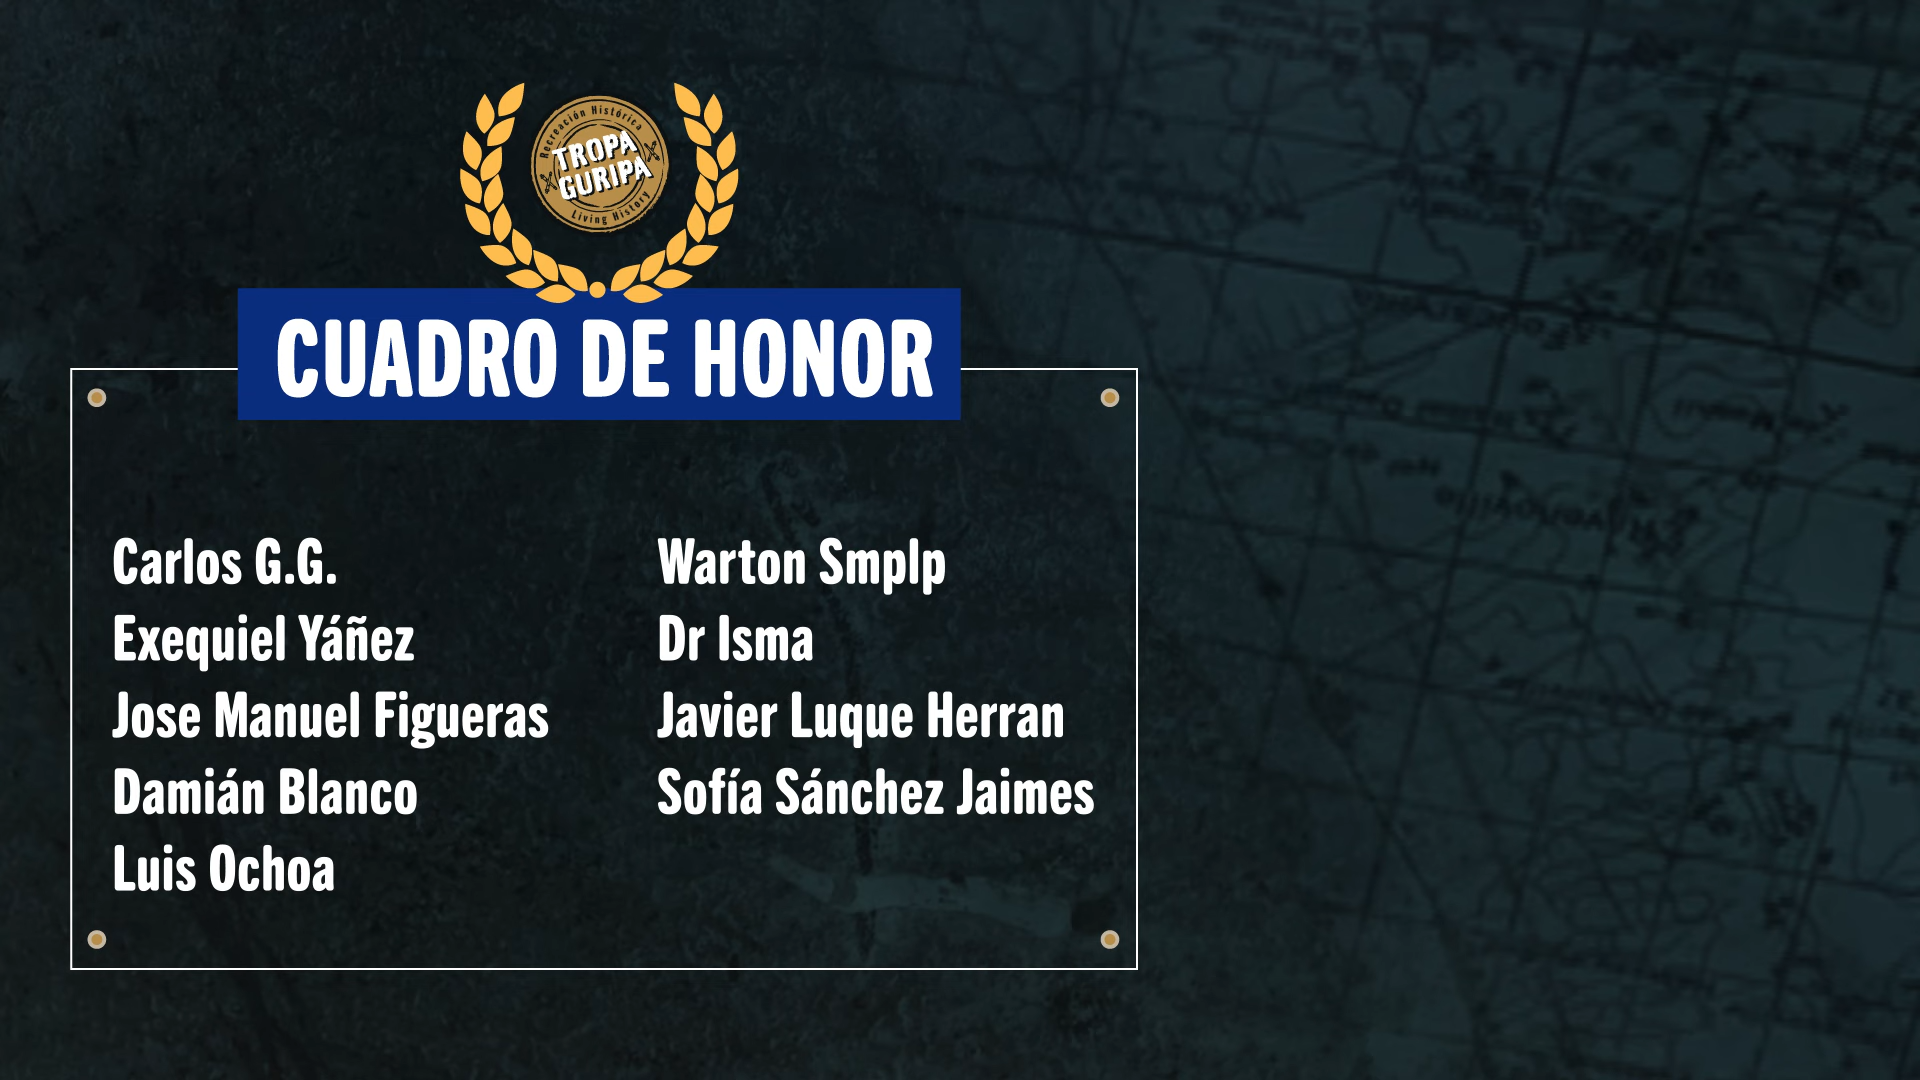 Recreación Histórica
TROPA
GURIPA
Living History
CUADRO DE HONOR
Carlos G.G.
Exequiel Yáñez
Jose Manuel Figueras
Damián Blanco
Luis Ochoa
Warton Smplp
Dr Isma
Javier Luque Herran
Sofía Sánchez Jaimes